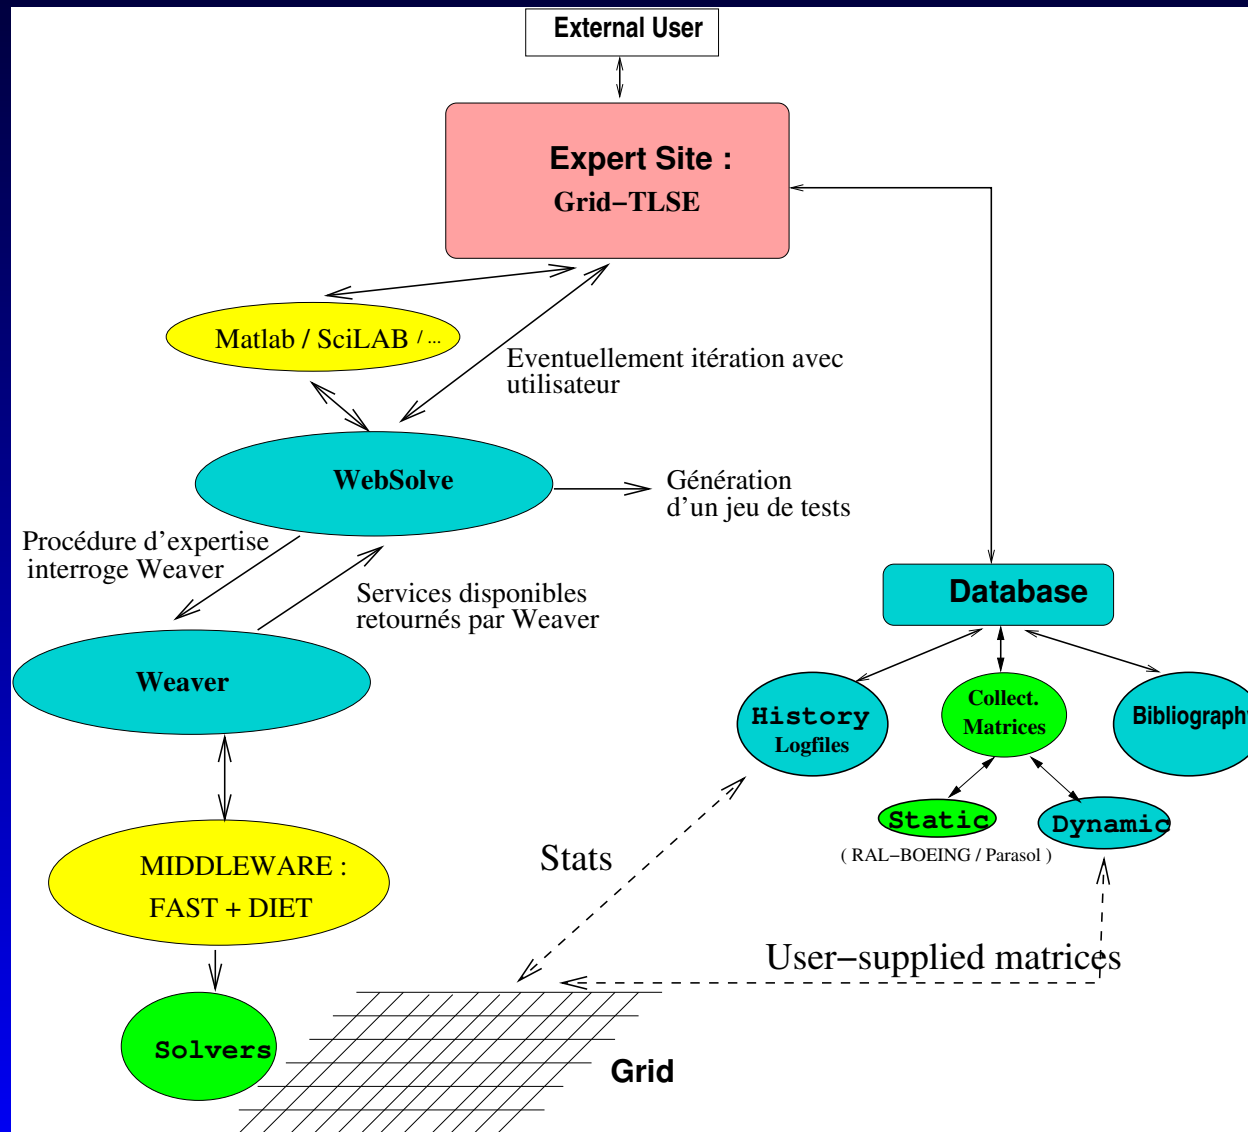 External User
Expert Site :
Grid−TLSE
Matlab / SciLAB / ...
Eventuellement itération avec
utilisateur
WebSolve
Génération
d'un jeu de tests
Procédure d'expertise
interroge Weaver
Services disponibles
retournés par Weaver
Weaver
Database
History
Logfiles
Collect.
Matrices
Bibliography
Static
Dynamic
( RAL−BOEING / Parasol )
MIDDLEWARE :
FAST + DIET
Stats
User−supplied matrices
Solvers
Grid